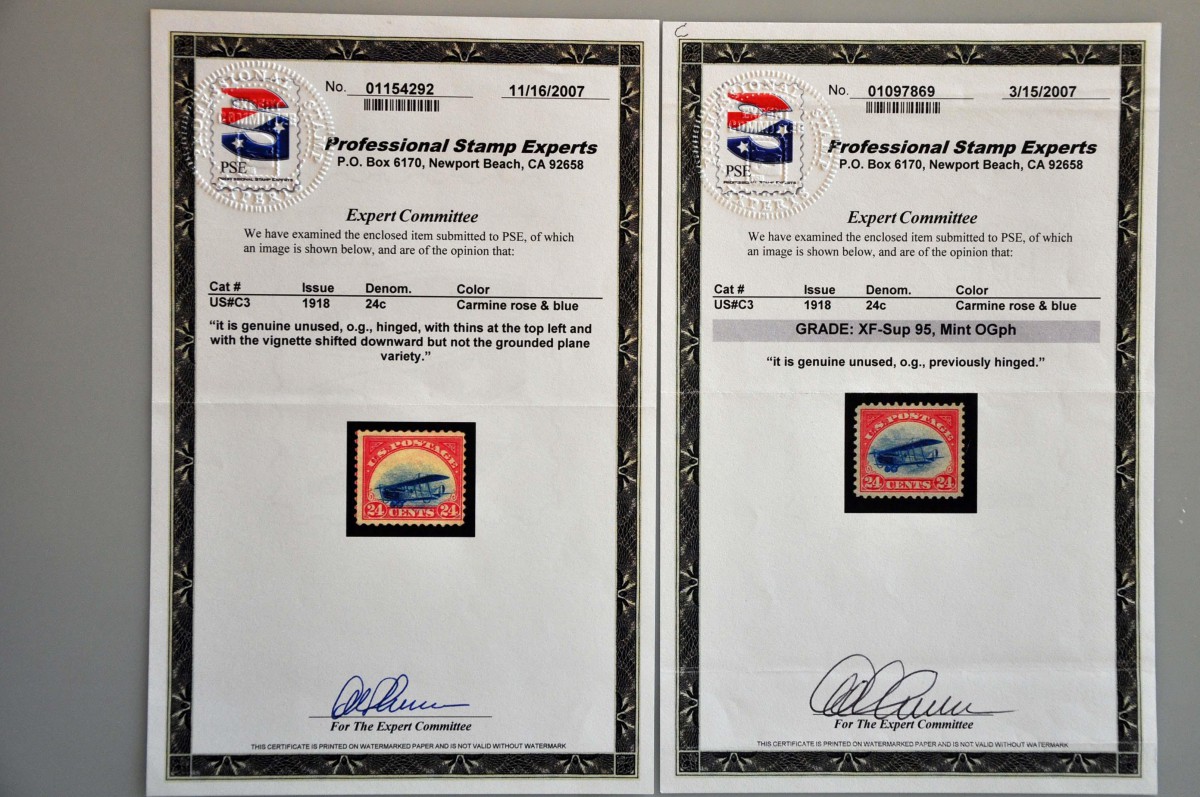 No. 01154292 11/16/2007
PSE
Professional Stamp Experts
P.O. Box 6170, Newport Beach, CA 92658
Expert Committee
We have examined the enclosed item submitted to PSE, of which
an image is shown below, and are of the opinion that:
Cat # Issue Denom. Color
US#C3 1918 24c Carmine rose & blue
“it is genuine unused, o.g., hinged, with thins at the top left and
with the vignette shifted downward but not the grounded plane
variety.”
U.S. POSTAGE
24 CENTS 24
For The Expert Committee
THIS CERTIFICATE IS PRINTED ON WATERMARKED PAPER AND IS NOT VALID WITHOUT WATERMARK
No. 01097869 3/15/2007
PSE
Professional Stamp Experts
P.O. Box 6170, Newport Beach, CA 92658
Expert Committee
We have examined the enclosed item submitted to PSE, of which
an image is shown below, and are of the opinion that:
Cat # Issue Denom. Color
US#C3 1918 24c Carmine rose & blue
GRADE: XF-Sup 95, Mint OGph
“it is genuine unused, o.g., previously hinged.”
U.S. POSTAGE
24 CENTS 24
For The Expert Committee
THIS CERTIFICATE IS PRINTED ON WATERMARKED PAPER AND IS NOT VALID WITHOUT WATERMARK